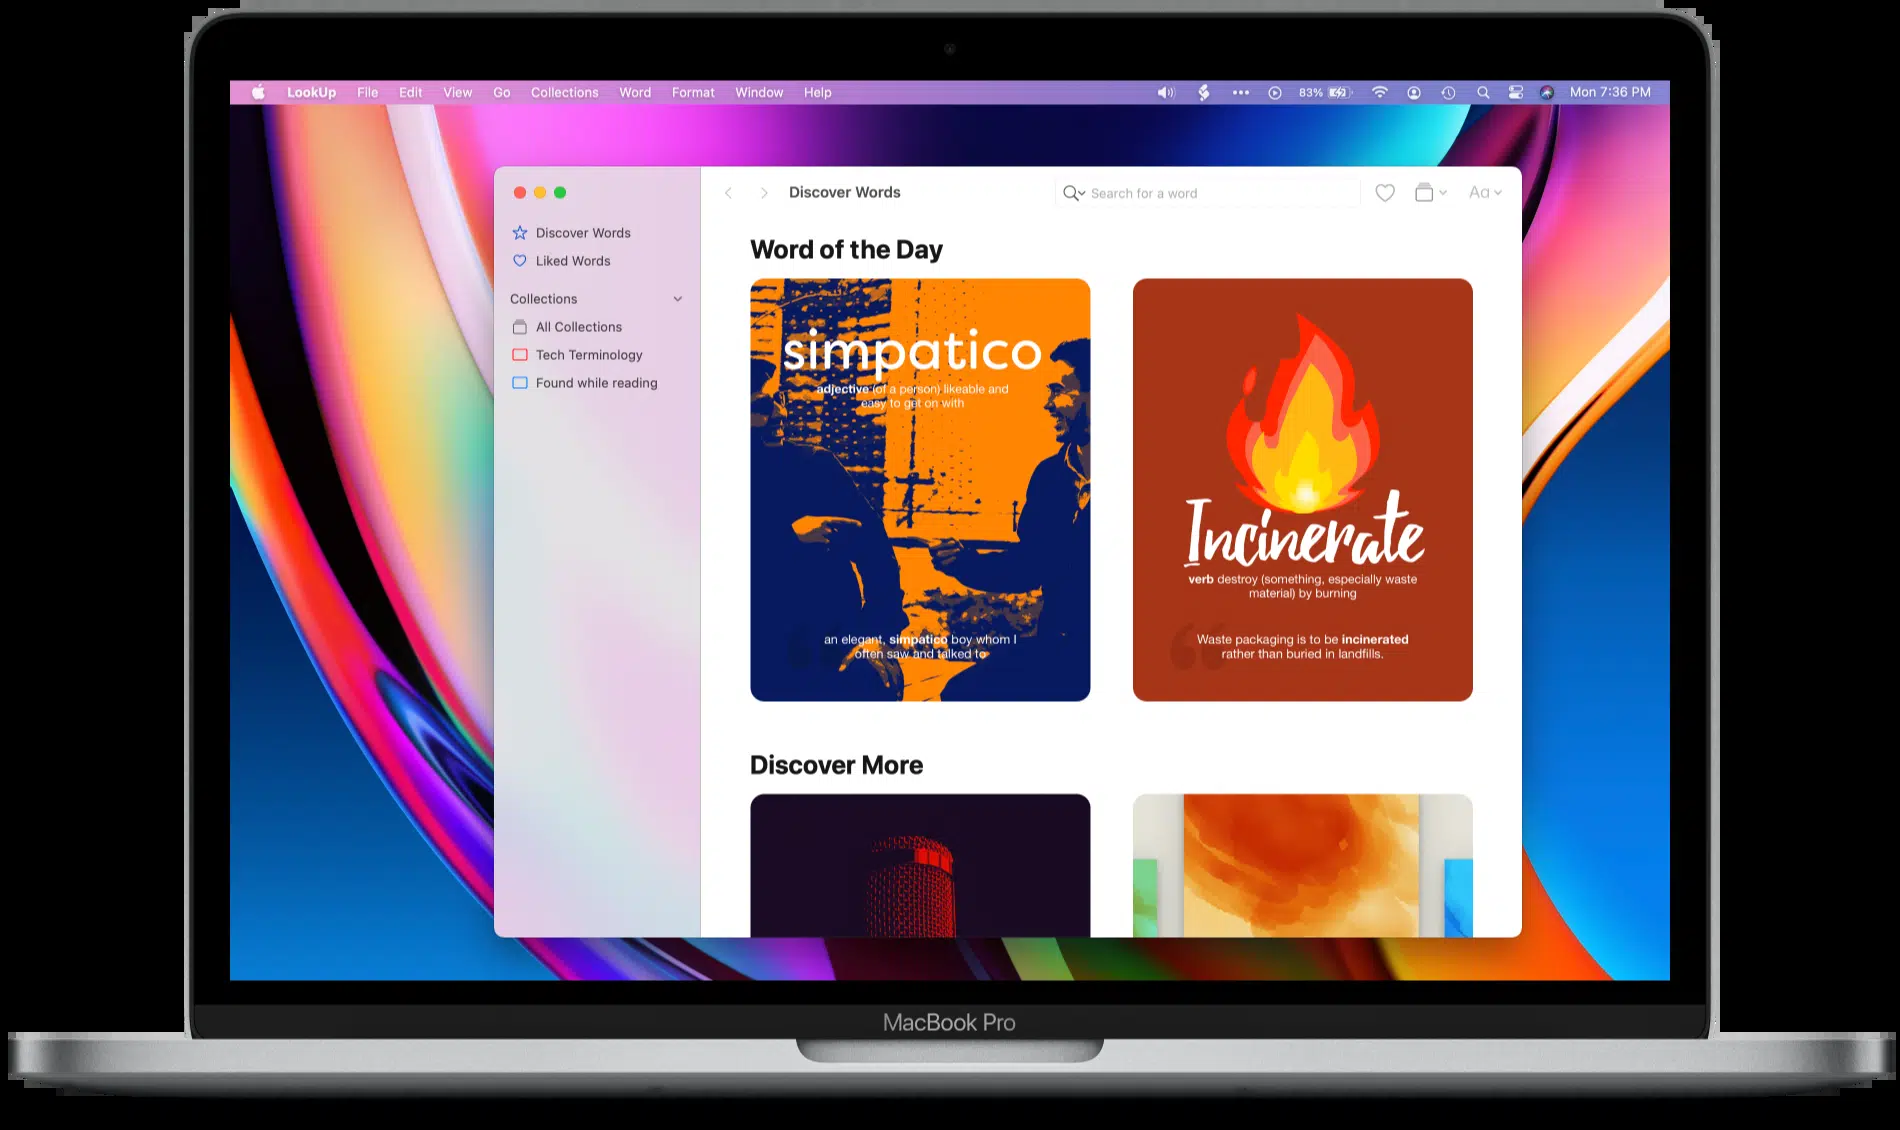 LookUp File Edit View Go Collections Word Format Window Help 83% Mon 7:36 PM
Discover Words Search for a word Aa
Discover Words
Liked Words
Collections
All Collections
Tech Terminology
Found while reading
Word of the Day
simpatico
adjective (of a person) likeable and
easy to get on with
an elegant, simpatico boy whom I
often saw and talked to
Incinerate
verb destroy (something, especially waste
material) by burning
Waste packaging is to be incinerated
rather than buried in landfills.
Discover More
MacBook Pro